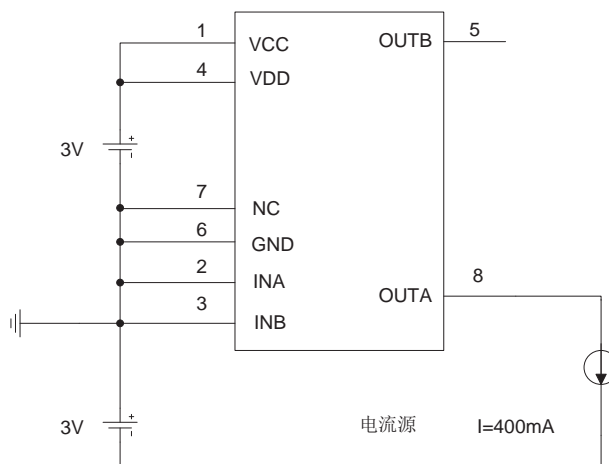 1 VCC OUTB 5
4 VDD
3V + -
7 NC
6 GND
2 INA
OUTA 8
3 INB
3V + -
电流源 I=400mA